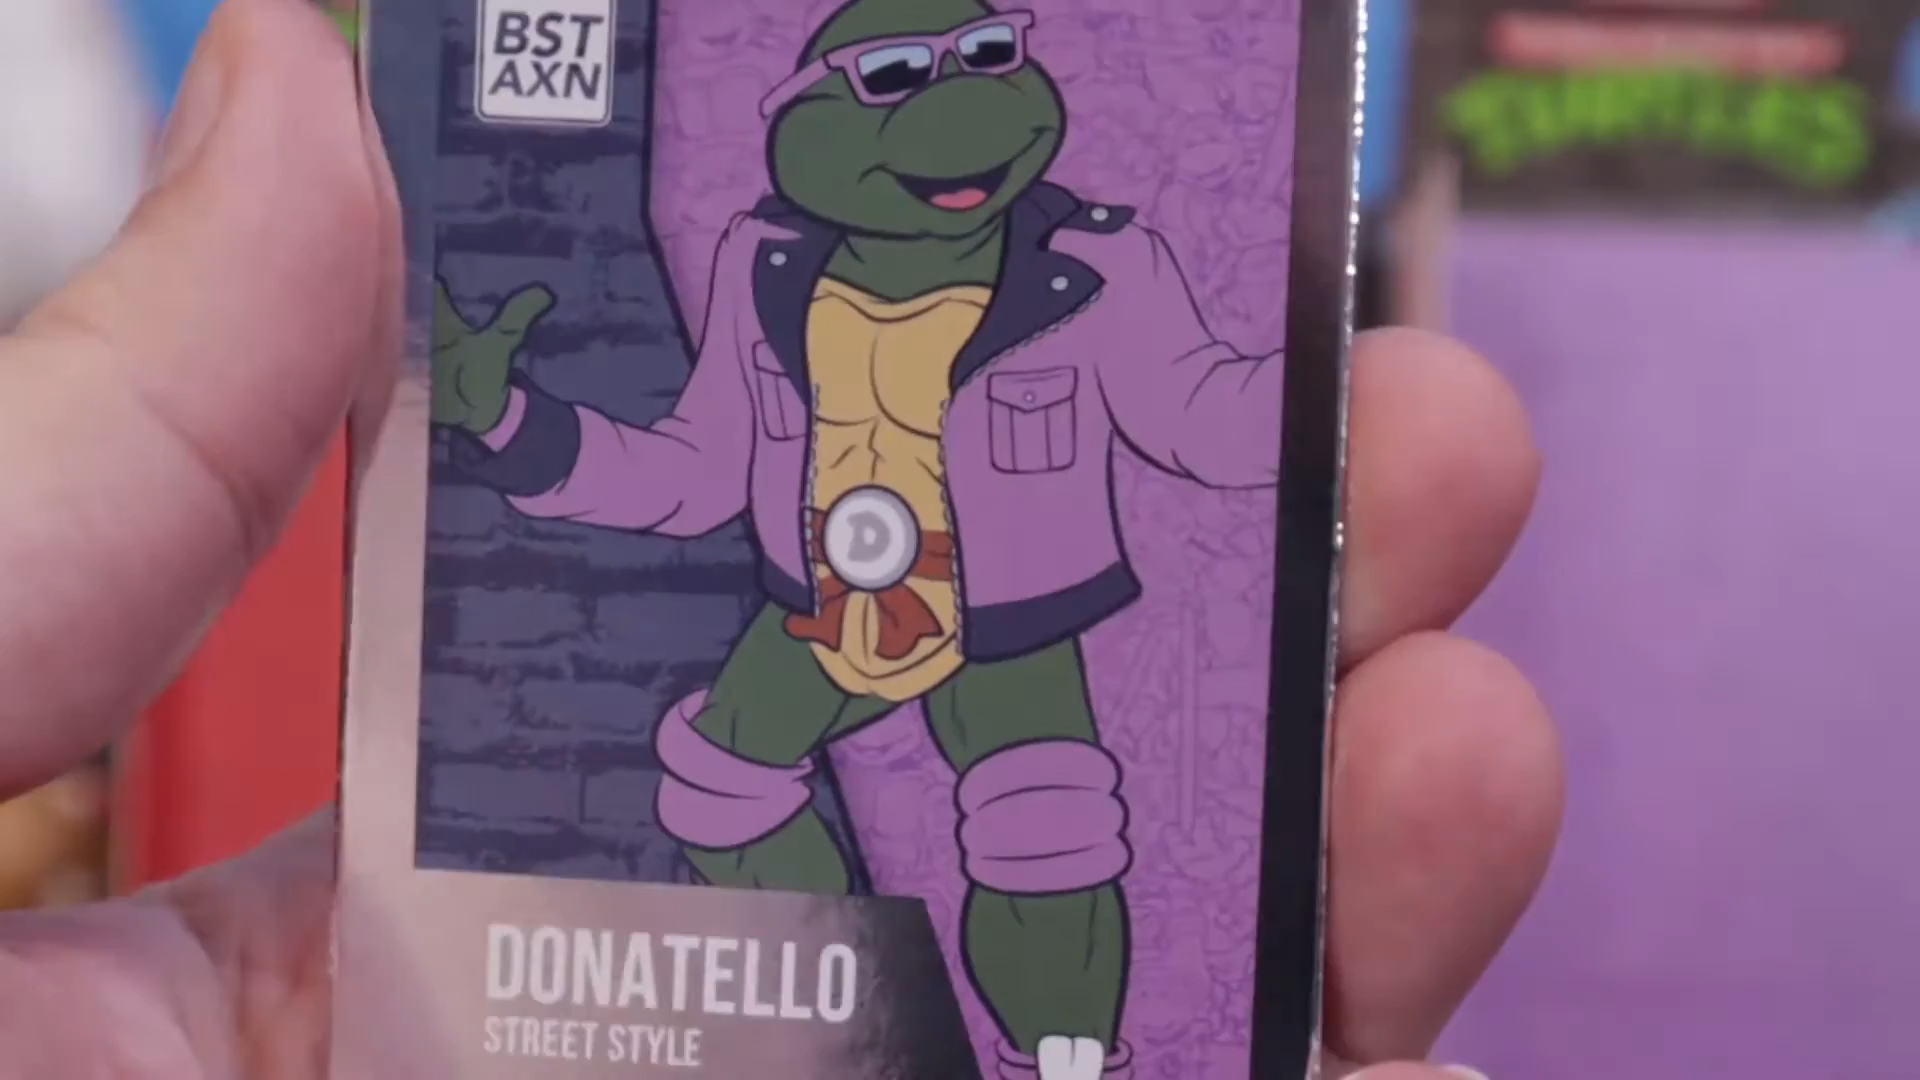 BST
AXN
TURTLES
D
DONATELLO
STREET STYLE